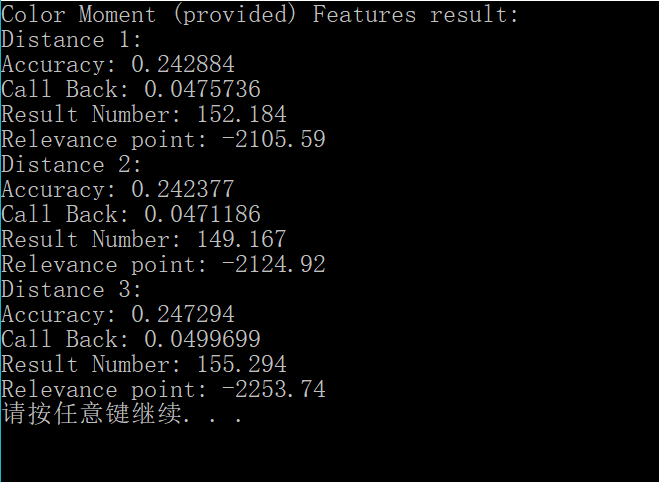 Color Moment (provided) Features result:
Distance 1:
Accuracy: 0.242884
Call Back: 0.0475736
Result Number: 152.184
Relevance point: -2105.59
Distance 2:
Accuracy: 0.242377
Call Back: 0.0471186
Result Number: 149.167
Relevance point: -2124.92
Distance 3:
Accuracy: 0.247294
Call Back: 0.0499699
Result Number: 155.294
Relevance point: -2253.74
请按任意键继续. . .